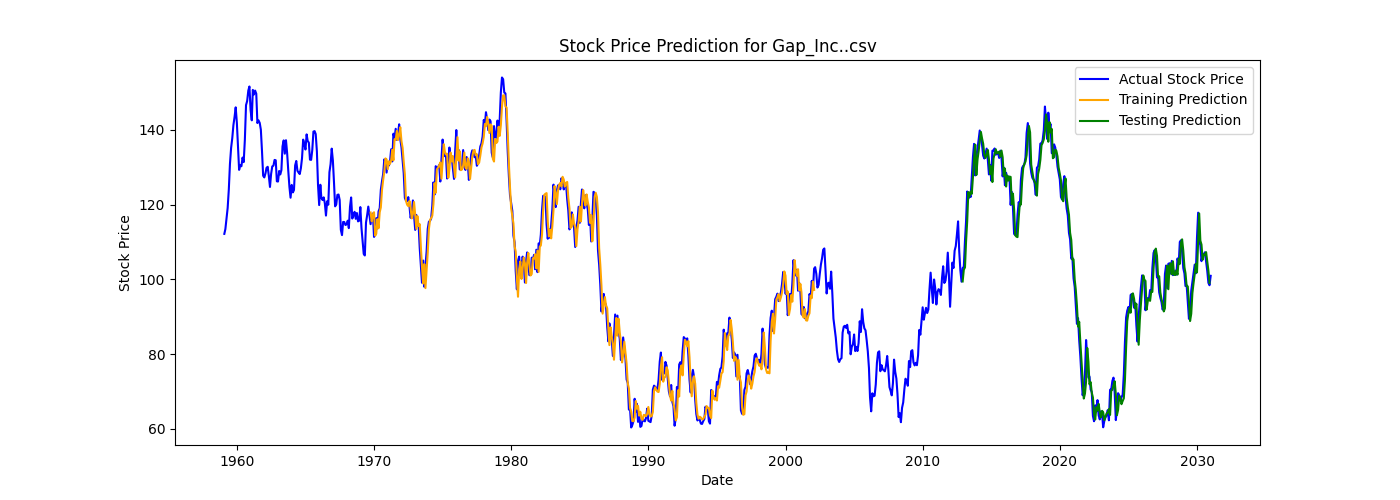 Stock Price Prediction for Gap_Inc..csv
Actual Stock Price
Training Prediction
Testing Prediction
Stock Price
140
120
100
80
60
1960 1970 1980 1990 2000 2010 2020 2030
Date